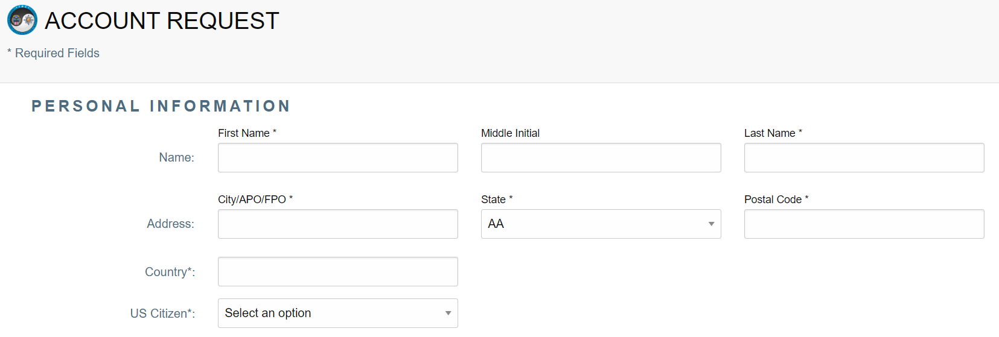 ACCOUNT REQUEST
* Required Fields
PERSONAL INFORMATION
First Name * Middle Initial Last Name *
Name:
City/APO/FPO * State * Postal Code *
Address: AA
Country*:
US Citizen*: Select an option